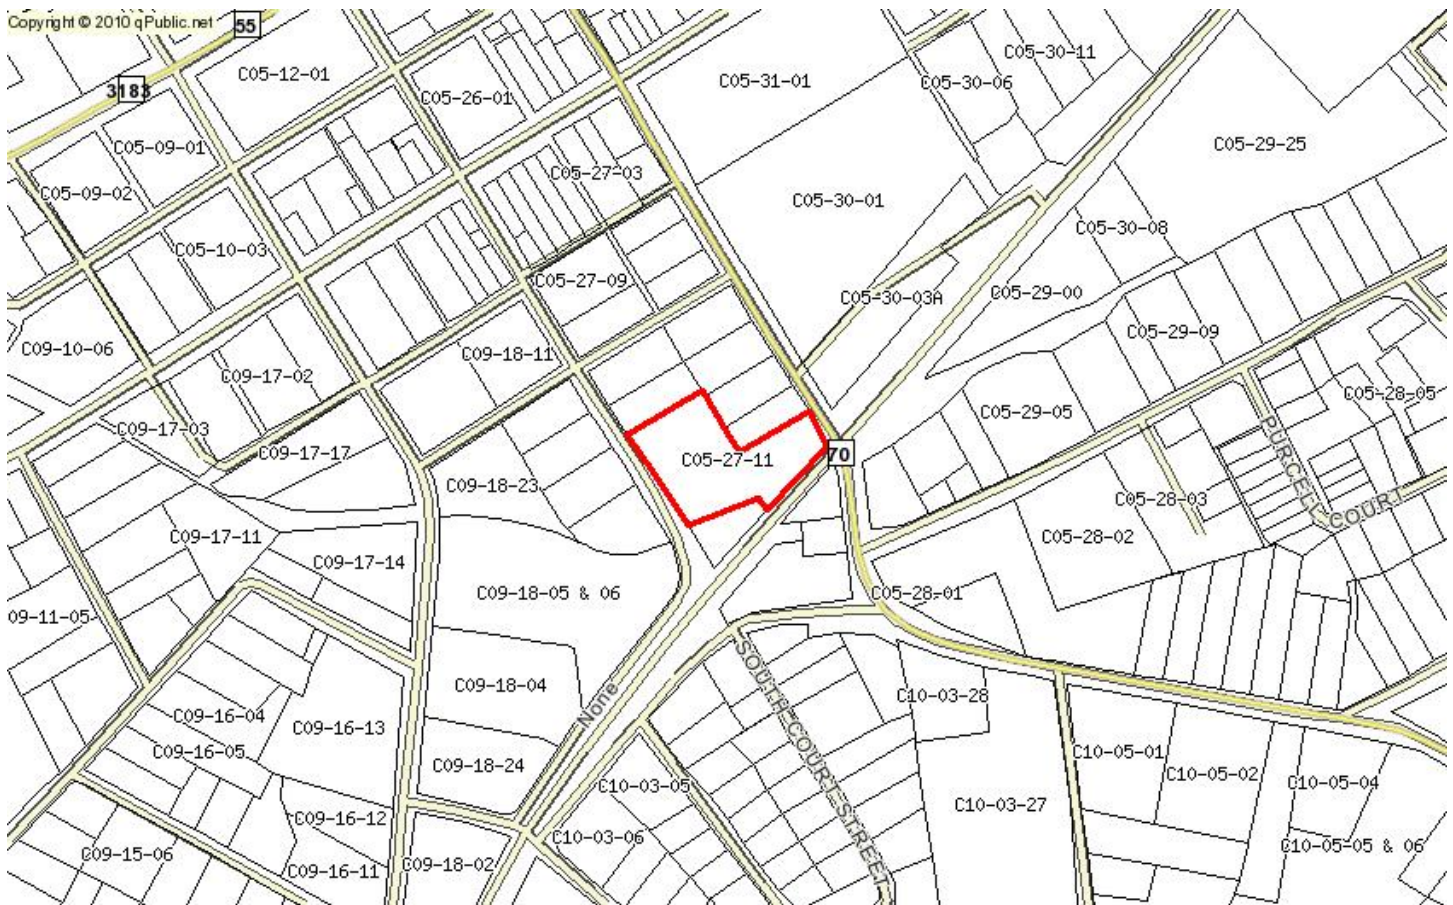 Copyright © 2010 qPublic.net
55
3183
C05-12-01
C05-26-01
C05-31-01
C05-30-11
C05-30-06
C05-09-01
C05-09-02
C05-27-03
C05-29-25
C05-30-01
C05-10-03
C05-30-08
C05-27-09
C05-30-03A
C05-29-00
C09-10-06
C09-18-11
C05-29-09
C09-17-02
C05-28-05
C05-29-05
C09-17-03
C09-17-17
C05-27-11
70
PURCELL COURT
C09-18-23
C05-28-03
C09-17-11
C05-28-02
C09-17-14
C09-18-05 & 06
C05-28-01
09-11-05
SOUTH COURT STREET
C09-18-04
None
C10-03-28
C09-16-04
C09-16-13
C09-16-05
C10-05-01
C10-05-02
C09-18-24
C10-03-05
C10-05-04
C10-03-27
C09-16-12
C10-03-06
C10-05-05 & 06
C09-15-06
C09-16-11
C09-18-02